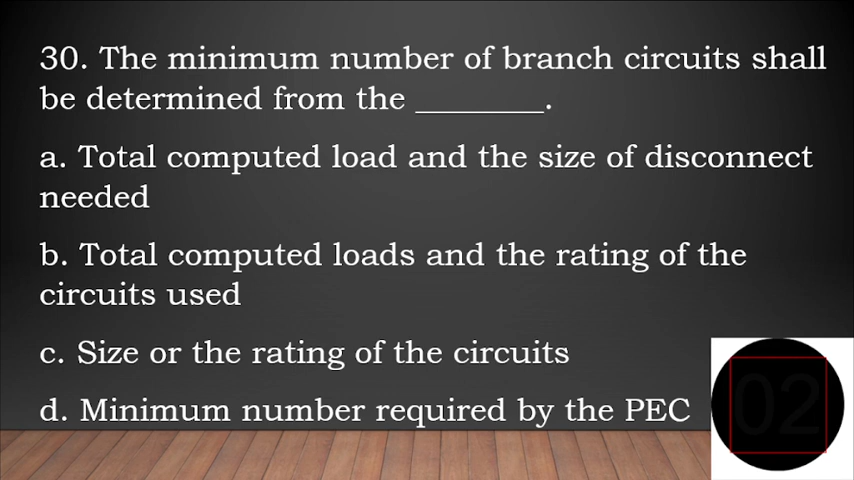 30. The minimum number of branch circuits shall
be determined from the ________.
a. Total computed load and the size of disconnect
needed
b. Total computed loads and the rating of the
circuits used
c. Size or the rating of the circuits
d. Minimum number required by the PEC
02